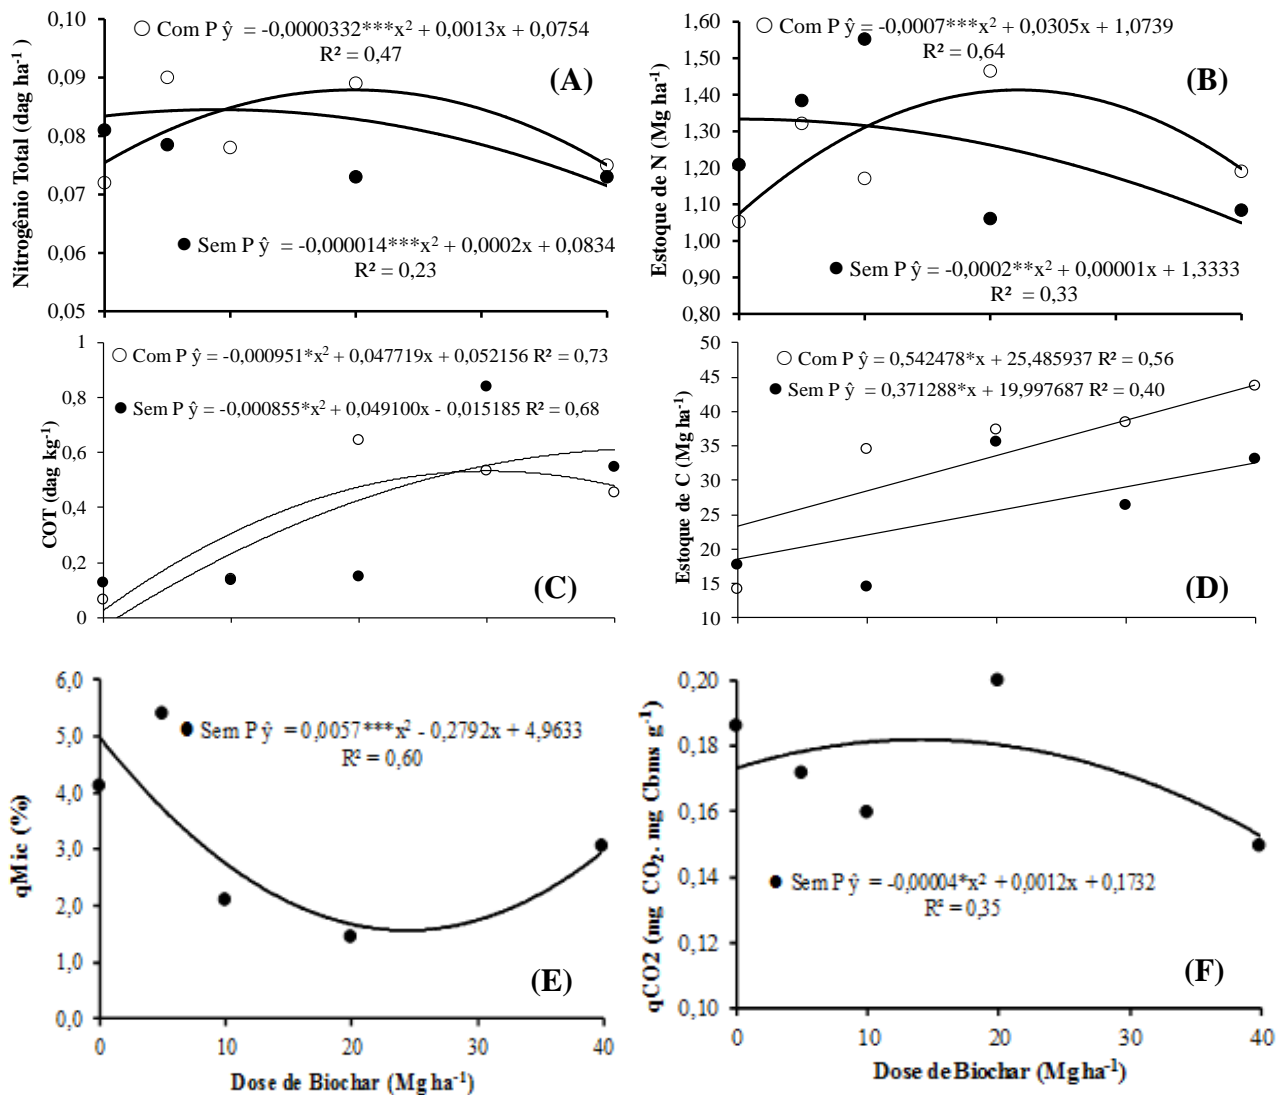 Com P ŷ = -0,0000332***x² + 0,0013x + 0,0754
R² = 0,47
(A)
Nitrogênio Total (dag ha⁻¹)
0,10
0,09
0,08
0,07
0,06
0,05
Sem P ŷ = -0,000014***x² + 0,0002x + 0,0834
R² = 0,23
Com P ŷ = -0,0007***x² + 0,0305x + 1,0739
R² = 0,64
(B)
Estoque de N (Mg ha⁻¹)
1,60
1,50
1,40
1,30
1,20
1,10
1,00
0,90
0,80
Sem P ŷ = -0,0002**x² + 0,00001x + 1,3333
R² = 0,33
Com P ŷ = -0,000951*x² + 0,047719x + 0,052156 R² = 0,73
Sem P ŷ = -0,000855*x² + 0,049100x - 0,015185 R² = 0,68
COT (dag kg⁻¹)
1
0,8
0,6
0,4
0,2
0
(C)
Com P ŷ = 0,542478*x + 25,485937 R² = 0,56
Sem P ŷ = 0,371288*x + 19,997687 R² = 0,40
Estoque de C (Mg ha⁻¹)
50
45
40
35
30
25
20
15
10
(D)
Sem P ŷ = 0,0057***x² - 0,2792x + 4,9633
R² = 0,60
qMic (%)
6,0
5,0
4,0
3,0
2,0
1,0
0,0
(E)
0 10 20 30 40
Dose de Biochar (Mg ha⁻¹)
qCO2 (mg CO₂. mg Cbms g⁻¹)
0,20
0,18
0,16
0,14
0,12
0,10
Sem P ŷ = -0,00004*x² + 0,0012x + 0,1732
R² = 0,35
(F)
0 10 20 30 40
Dose de Biochar (Mg ha⁻¹)